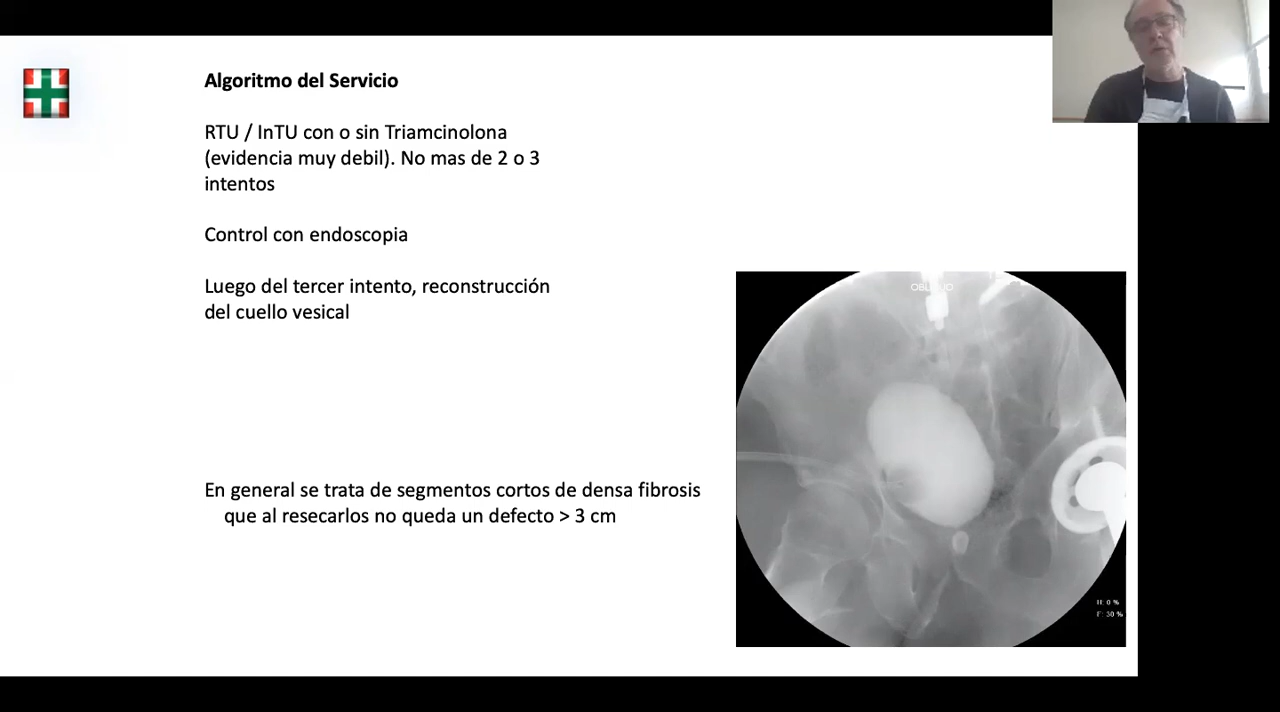 Algoritmo del Servicio
RTU / InTU con o sin Triamcinolona
(evidencia muy debil). No mas de 2 o 3
intentos
Control con endoscopia
Luego del tercer intento, reconstrucción
del cuello vesical
En general se trata de segmentos cortos de densa fibrosis
que al resecarlos no queda un defecto > 3 cm
H: 0 %
F: 30 %